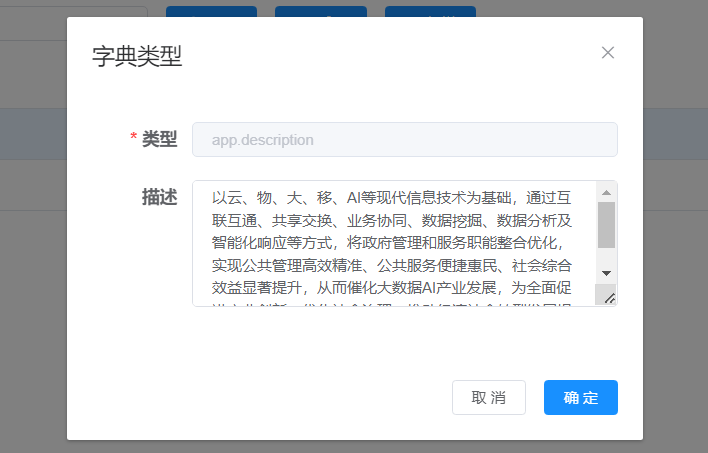 字典类型
* 类型
app.description
描述
以云、物、大、移、AI等现代信息技术为基础，通过互
联互通、共享交换、业务协同、数据挖掘、数据分析及
智能化响应等方式，将政府管理和服务职能整合优化，
实现公共管理高效精准、公共服务便捷惠民、社会综合
效益显著提升，从而催化大数据AI产业发展，为全面促
取 消
确 定